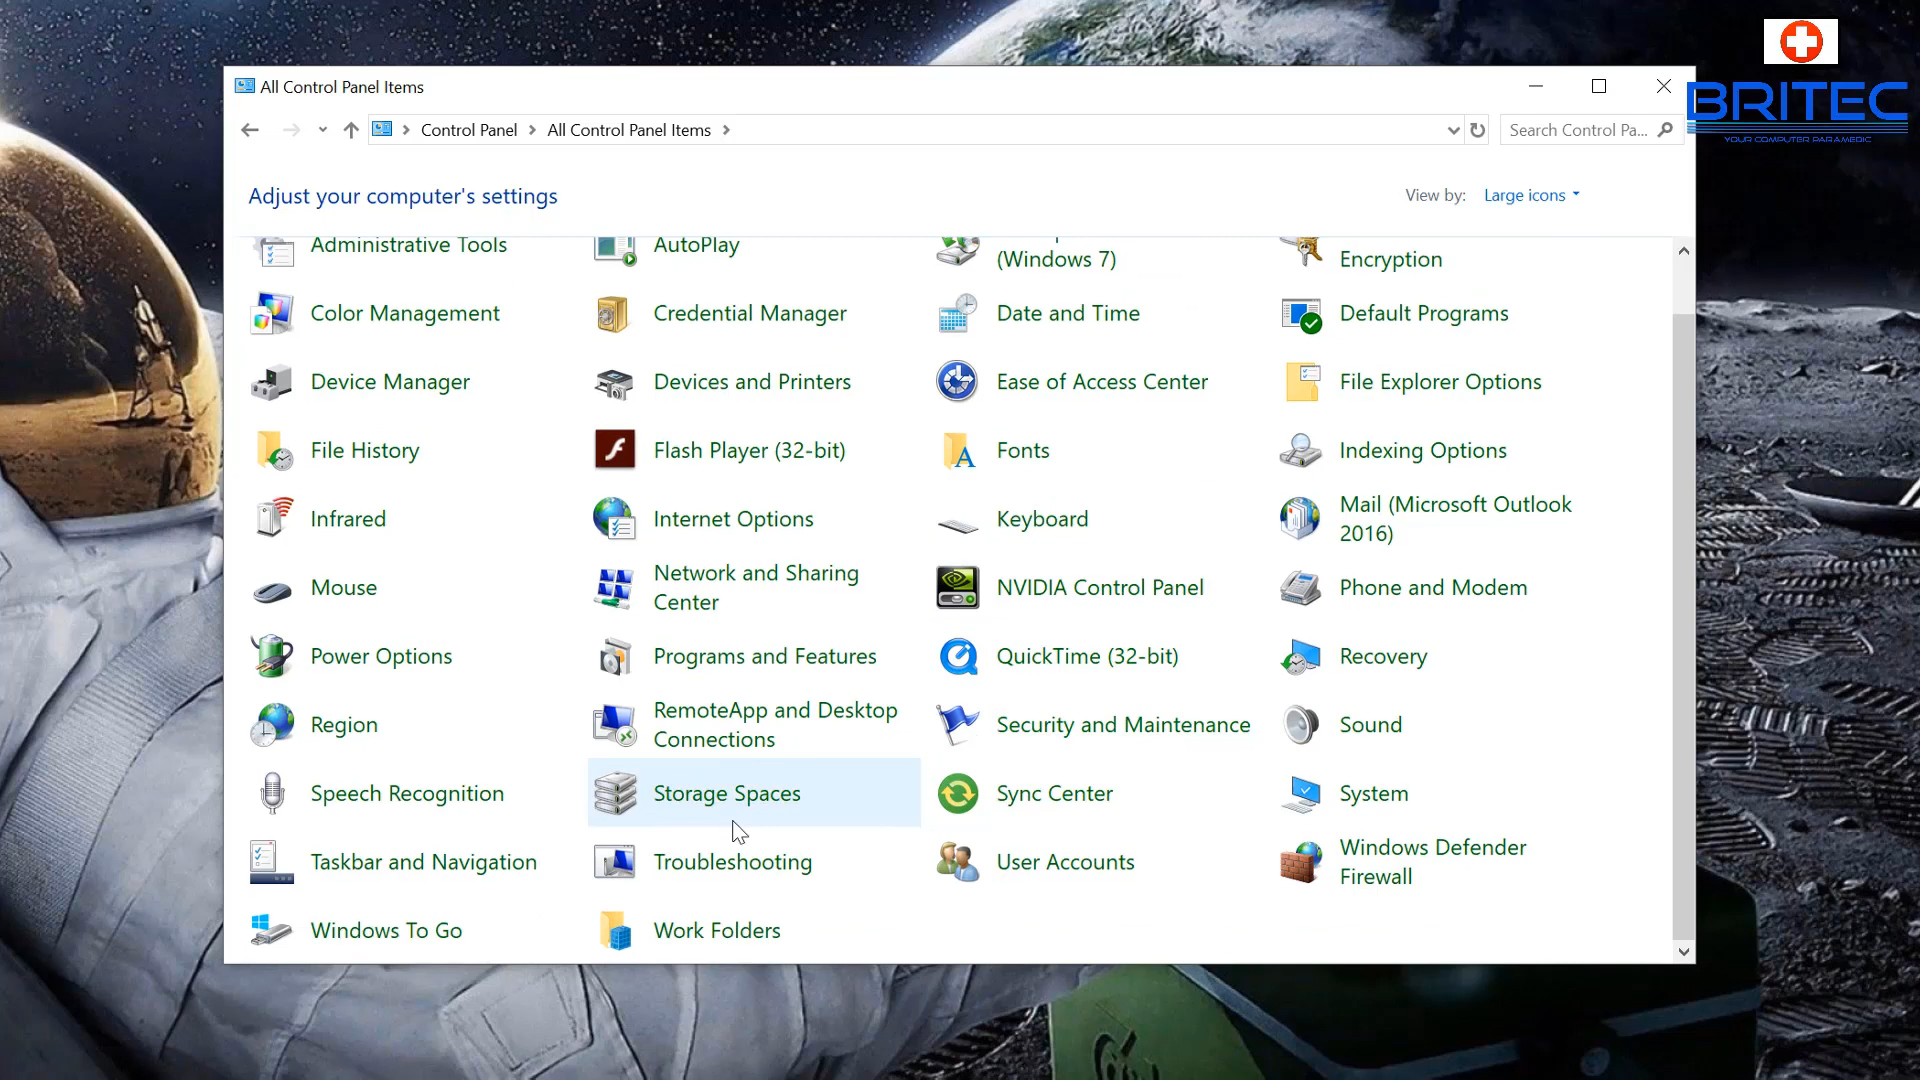 BRITEC
YOUR COMPUTER PARAMEDIC
All Control Panel Items
Control Panel > All Control Panel Items >
Search Control Pa...
Adjust your computer's settings
View by: Large icons
Administrative Tools
AutoPlay
(Windows 7)
Encryption
Color Management
Credential Manager
Date and Time
Default Programs
Device Manager
Devices and Printers
Ease of Access Center
File Explorer Options
File History
Flash Player (32-bit)
Fonts
Indexing Options
Infrared
Internet Options
Keyboard
Mail (Microsoft Outlook
2016)
Mouse
Network and Sharing
Center
NVIDIA Control Panel
Phone and Modem
Power Options
Programs and Features
QuickTime (32-bit)
Recovery
Region
RemoteApp and Desktop
Connections
Security and Maintenance
Sound
Speech Recognition
Storage Spaces
Sync Center
System
Taskbar and Navigation
Troubleshooting
User Accounts
Windows Defender
Firewall
Windows To Go
Work Folders